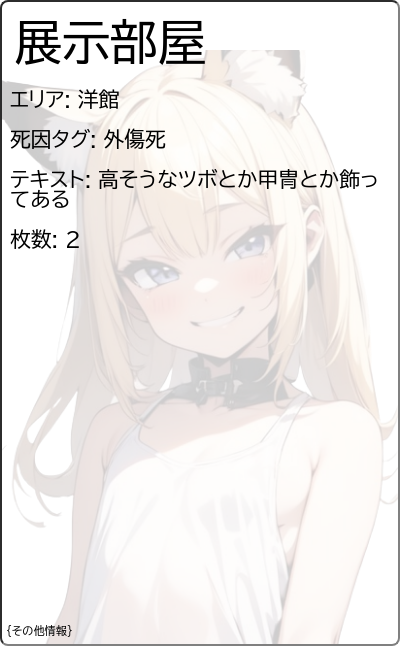 展示部屋
エリア: 洋館
死因タグ: 外傷死
テキスト: 高そうなツボとか甲冑とか飾っ
てある
枚数: 2
{その他情報}